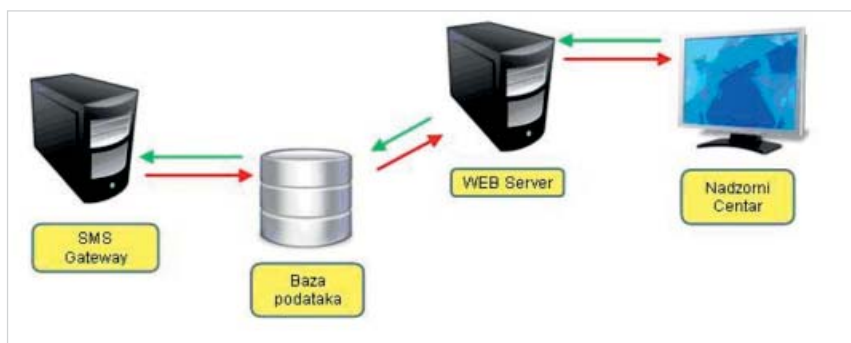 SMS
Gateway
Baza
podataka
WEB Server
Nadzorni
Centar